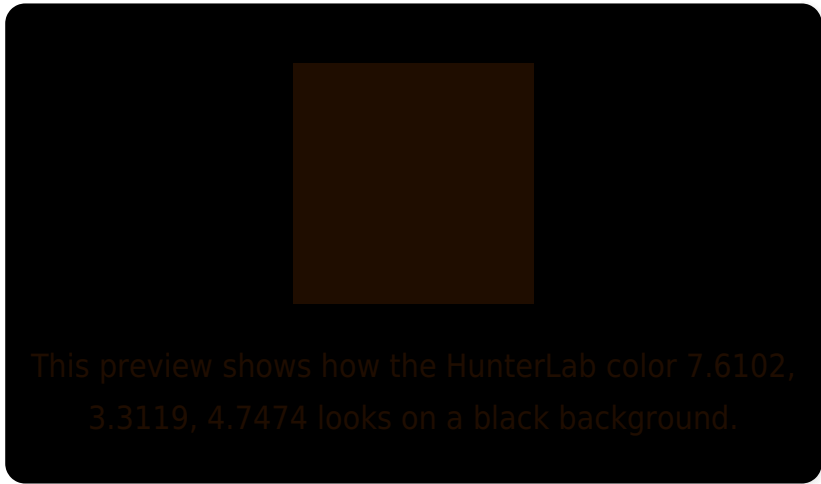 This preview shows how the HunterLab color 7.6102,
3.3119, 4.7474 looks on a black background.